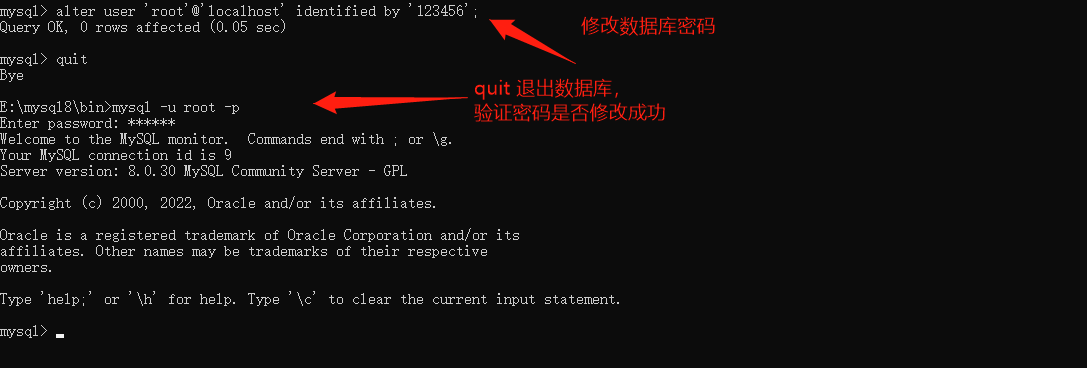 mysql> alter user 'root'@'localhost' identified by '123456';
修改数据库密码
Query OK, 0 rows affected (0.05 sec)
mysql> quit
Bye
quit 退出数据库，
验证密码是否修改成功
E:\mysql8\bin>mysql -u root -p
Enter password: ******
Welcome to the MySQL monitor.  Commands end with ; or \g.
Your MySQL connection id is 9
Server version: 8.0.30 MySQL Community Server - GPL
Copyright (c) 2000, 2022, Oracle and/or its affiliates.
Oracle is a registered trademark of Oracle Corporation and/or its
affiliates. Other names may be trademarks of their respective
owners.
Type 'help;' or '\h' for help. Type '\c' to clear the current input statement.
mysql>